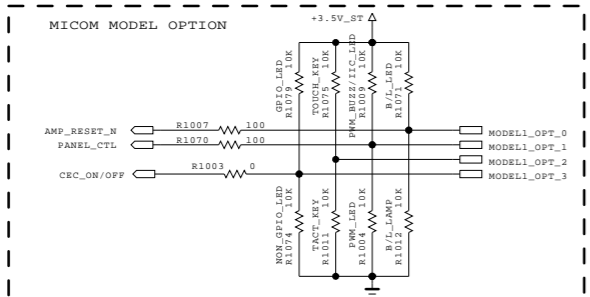 MICOM MODEL OPTION
+3.5V_ST
GPIO_LED
R1079 10K
TOUCH_KEY
R1075 10K
PWM_BUZZ/IIC_LED
R1009 10K
B/L_LED
R1071 10K
AMP_RESET_N R1007 100 MODEL1_OPT_0
PANEL_CTL R1070 100 MODEL1_OPT_1
MODEL1_OPT_2
CEC_ON/OFF R1003 0 MODEL1_OPT_3
NON_GPIO_LED
R1074 10K
TACT_KEY
R1011 10K
PWM_LED
R1004 10K
B/L_LAMP
R1012 10K